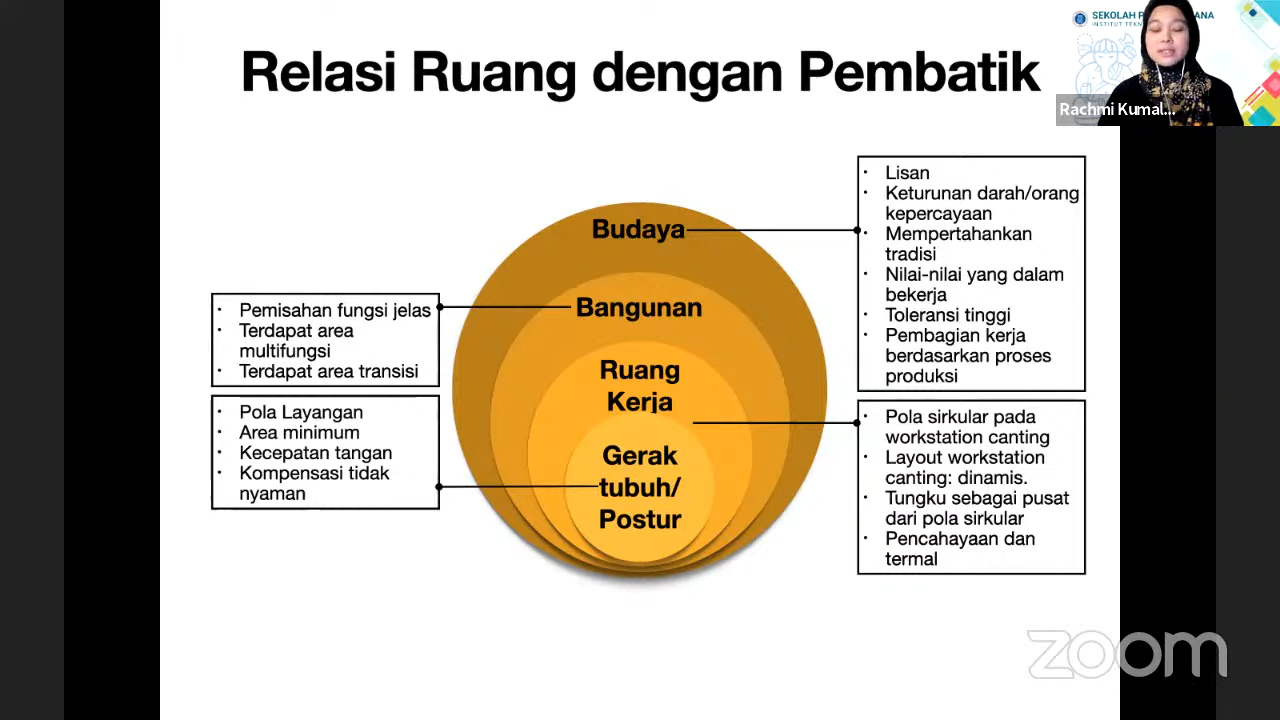 SEKOLAH
Relasi Ruang dengan Pembatik
Rachmi Kumal...
Budaya
• Lisan
• Keturunan darah/orang
kepercayaan
• Mempertahankan
tradisi
• Nilai-nilai yang dalam
bekerja
• Toleransi tinggi
• Pembagian kerja
berdasarkan proses
produksi
Bangunan
• Pemisahan fungsi jelas
• Terdapat area
multifungsi
• Terdapat area transisi
Ruang
Kerja
• Pola sirkular pada
workstation canting
• Layout workstation
canting: dinamis.
• Tungku sebagai pusat
dari pola sirkular
• Pencahayaan dan
termal
Gerak
tubuh/
Postur
• Pola Layangan
• Area minimum
• Kecepatan tangan
• Kompensasi tidak
nyaman
zoom